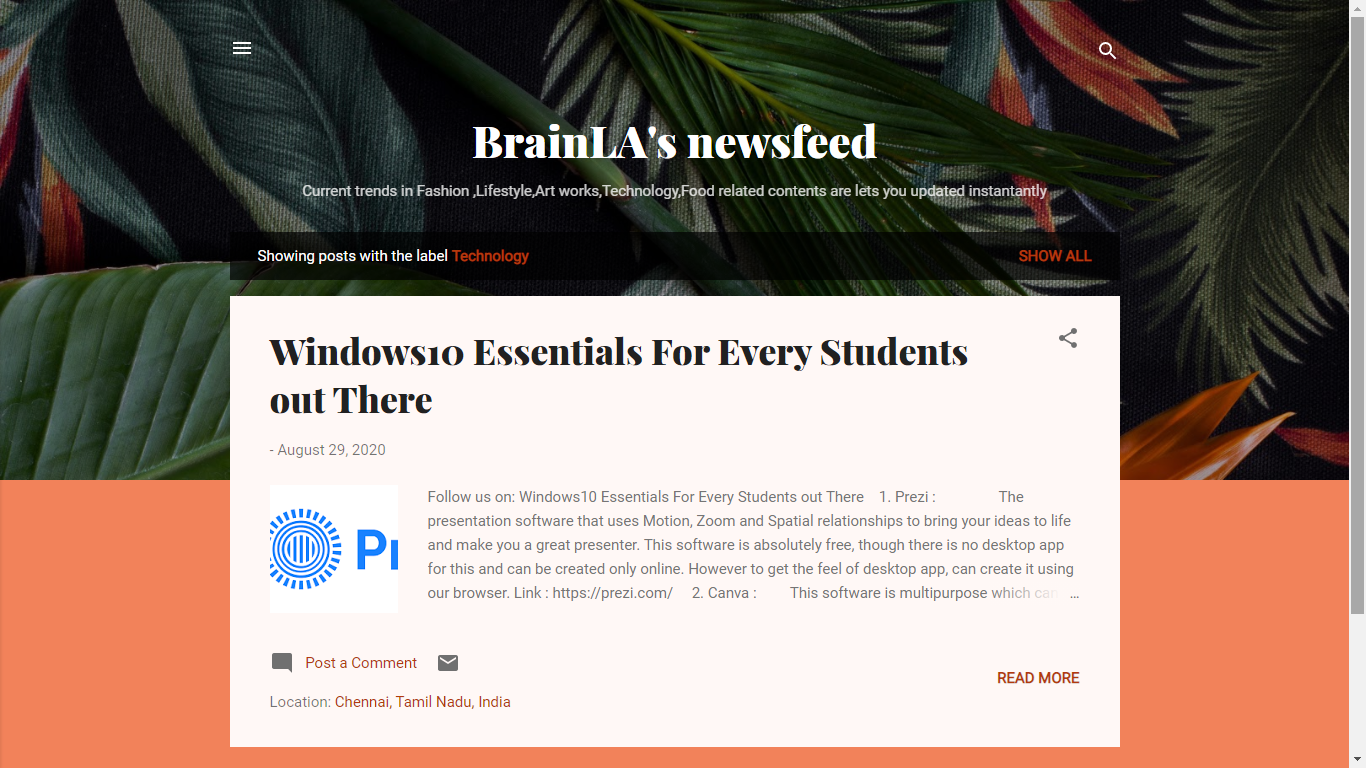 BrainLA's newsfeed
Current trends in Fashion ,Lifestyle,Art works,Technology,Food related contents are lets you updated instantantly
Showing posts with the label Technology
SHOW ALL
Windows10 Essentials For Every Students
out There
- August 29, 2020
Follow us on: Windows10 Essentials For Every Students out There 1. Prezi : The
presentation software that uses Motion, Zoom and Spatial relationships to bring your ideas to life
and make you a great presenter. This software is absolutely free, though there is no desktop app
for this and can be created only online. However to get the feel of desktop app, can create it using
our browser. Link : https://prezi.com/ 2. Canva : This software is multipurpose which can ...
Pr
Post a Comment
READ MORE
Location: Chennai, Tamil Nadu, India